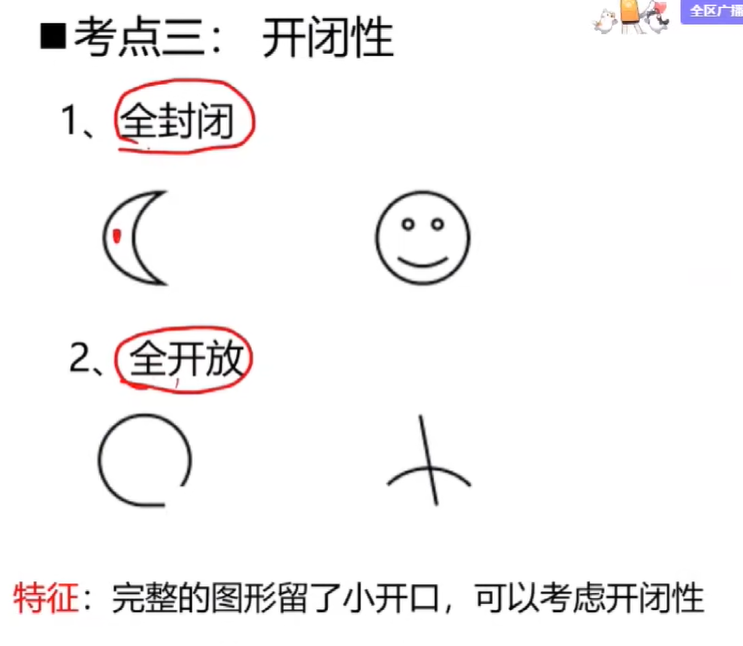 全区广播
■考点三： 开闭性
1、全封闭
2、全开放
特征：完整的图形留了小开口，可以考虑开闭性